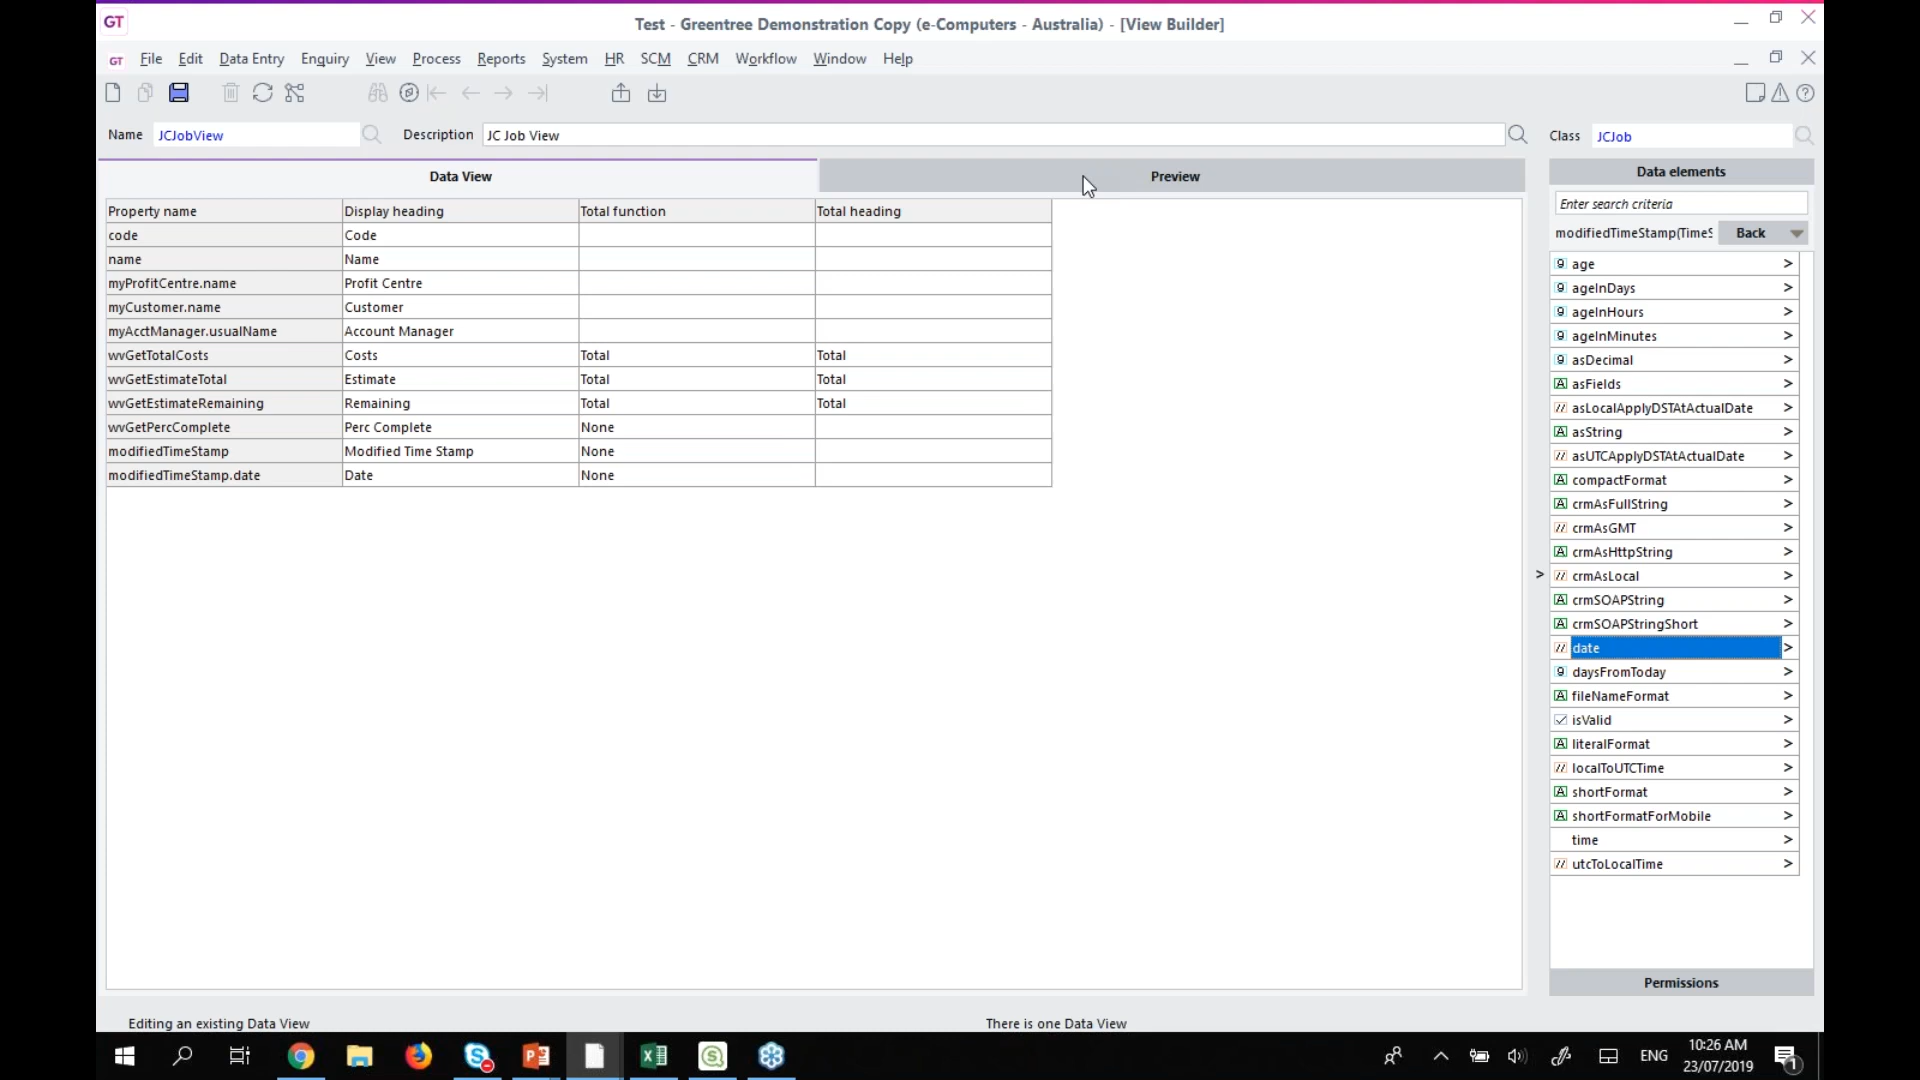 GT
Test - Greentree Demonstration Copy (e-Computers - Australia) - [View Builder]
GT File Edit Data Entry Enquiry View Process Reports System HR SCM CRM Workflow Window Help
Name JCJobView Description JC Job View Class JCJob
Data View Preview Data elements
Property name Display heading Total function Total heading
code Code
name Name
myProfitCentre.name Profit Centre
myCustomer.name Customer
myAcctManager.usualName Account Manager
wvGetTotalCosts Costs Total Total
wvGetEstimateTotal Estimate Total Total
wvGetEstimateRemaining Remaining Total Total
wvGetPercComplete Perc Complete None
modifiedTimeStamp Modified Time Stamp None
modifiedTimeStamp.date Date None
Enter search criteria
modifiedTimeStamp(TimeS Back
age >
ageInDays >
ageInHours >
ageInMinutes >
asDecimal >
asFields >
asLocalApplyDSTAtActualDate >
asString >
asUTCApplyDSTAtActualDate >
compactFormat >
crmAsFullString >
crmAsGMT >
crmAsHttpString >
> crmAsLocal >
crmSOAPString >
crmSOAPStringShort >
date >
daysFromToday >
fileNameFormat >
isValid >
literalFormat >
localToUTCTime >
shortFormat >
shortFormatForMobile >
time >
utcToLocalTime >
Permissions
Editing an existing Data View There is one Data View
ENG
10:26 AM
23/07/2019
1